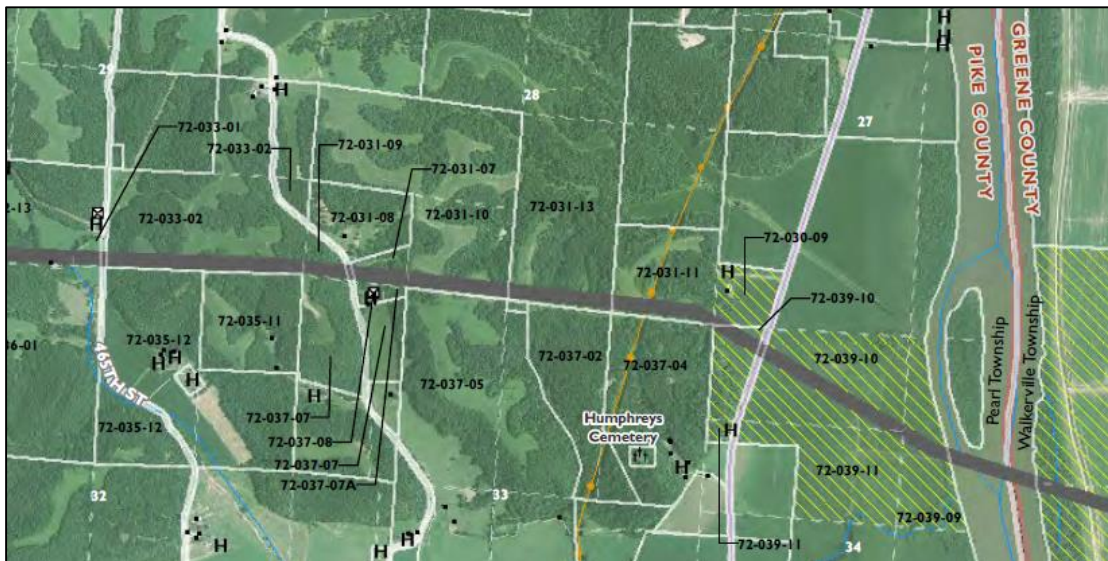 29
H
28
27
GREENE COUNTY
PIKE COUNTY
72-033-01
72-033-02
72-031-09
72-031-07
72-033-02
72-031-08
72-031-10
72-031-13
H
72-030-09
72-031-11
H
72-039-10
72-035-11
72-035-12
72-037-02
72-037-04
72-039-10
Pearl Township
Walkerville Township
465TH ST
H
H
H
72-037-05
H
72-037-07
Humphreys
Cemetery
72-035-12
72-037-08
H
72-037-07
H
72-039-11
72-037-07A
32
33
72-039-09
H
H
72-039-11
34